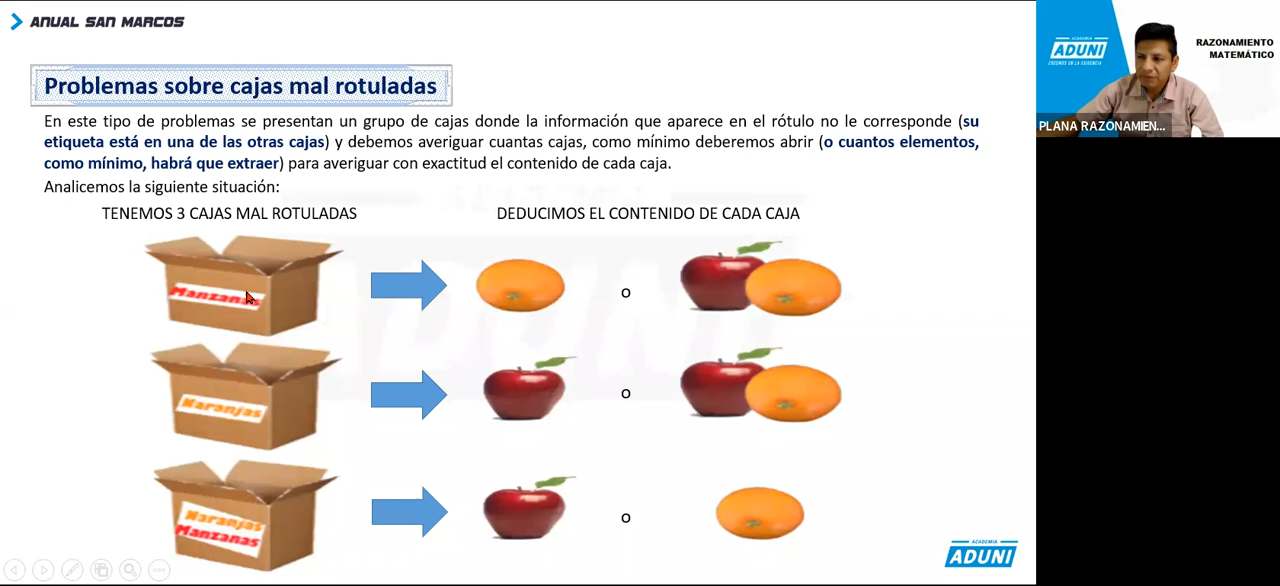 ANUAL SAN MARCOS
Problemas sobre cajas mal rotuladas
En este tipo de problemas se presentan un grupo de cajas donde la información que aparece en el rótulo no le corresponde (su
etiqueta está en una de las otras cajas) y debemos averiguar cuantas cajas, como mínimo deberemos abrir (o cuantos elementos,
como mínimo, habrá que extraer) para averiguar con exactitud el contenido de cada caja.
Analicemos la siguiente situación:
TENEMOS 3 CAJAS MAL ROTULADAS
DEDUCIMOS EL CONTENIDO DE CADA CAJA
Manzanas
o
Naranjas
o
Naranjas
Manzanas
o
ACADEMIA
ADUNI
ACADEMIA
ADUNI
CREEMOS EN LA EXIGENCIA
RAZONAMIENTO
MATEMÁTICO
PLANA RAZONAMIEN...